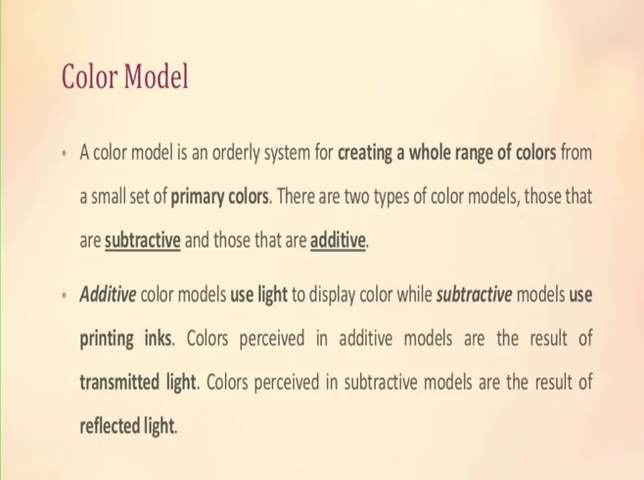 Color Model
• A color model is an orderly system for creating a whole range of colors from
a small set of primary colors. There are two types of color models, those that
are subtractive and those that are additive.
• Additive color models use light to display color while subtractive models use
printing inks. Colors perceived in additive models are the result of
transmitted light. Colors perceived in subtractive models are the result of
reflected light.